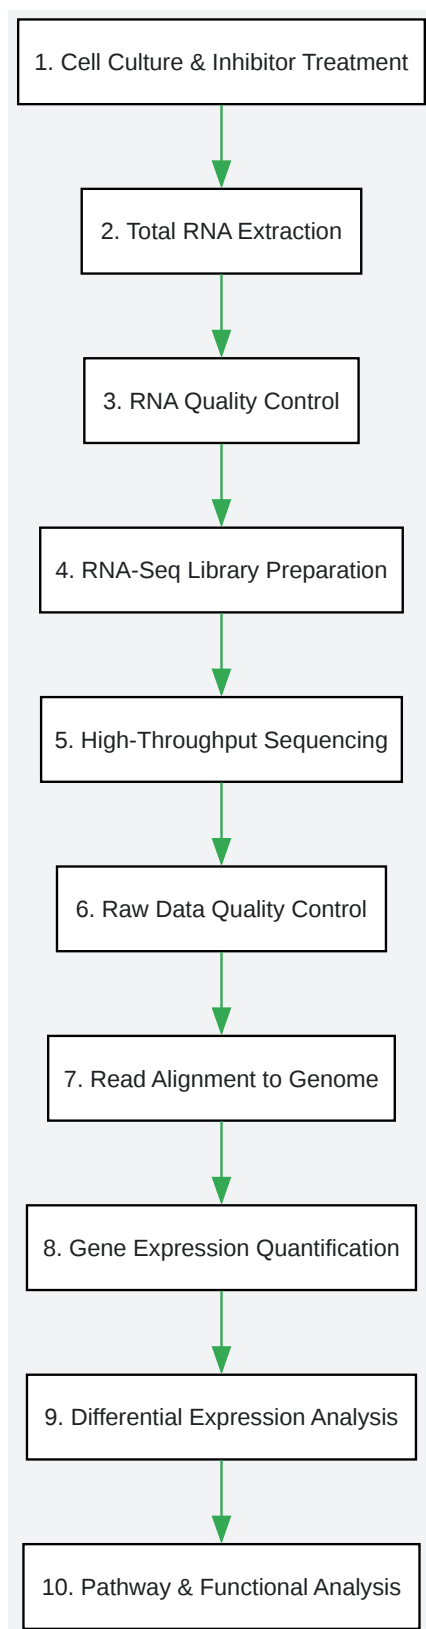 1. Cell Culture & Inhibitor Treatment
2. Total RNA Extraction
3. RNA Quality Control
4. RNA-Seq Library Preparation
5. High-Throughput Sequencing
6. Raw Data Quality Control
7. Read Alignment to Genome
8. Gene Expression Quantification
9. Differential Expression Analysis
10. Pathway & Functional Analysis